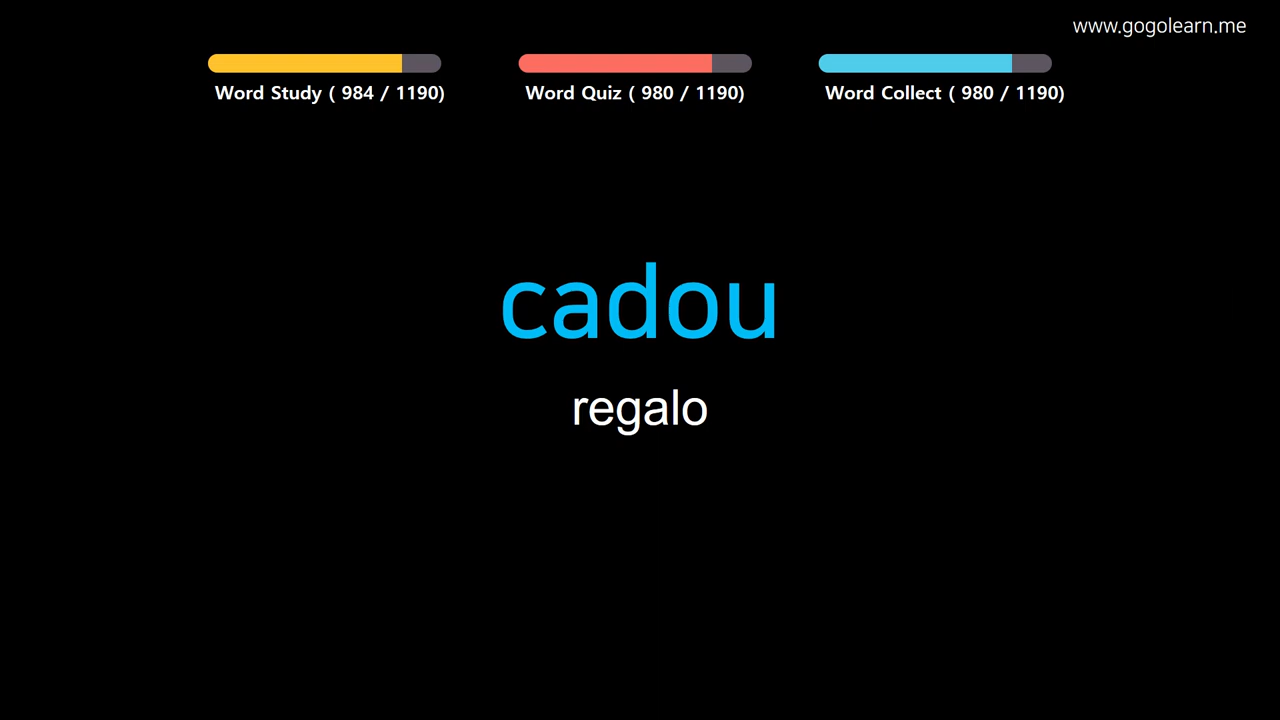 www.gogolearn.me
Word Study ( 984 / 1190)
Word Quiz ( 980 / 1190)
Word Collect ( 980 / 1190)
cadou
regalo